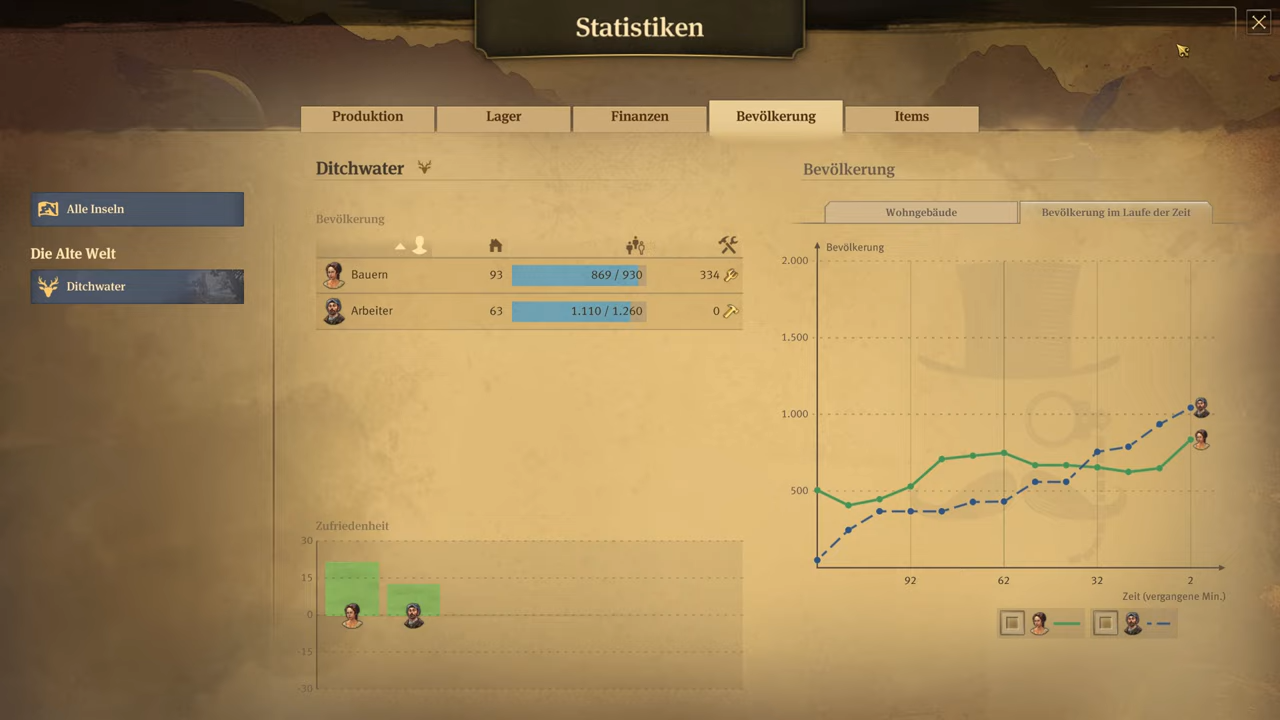 Statistiken
Produktion
Lager
Finanzen
Bevölkerung
Items
Alle Inseln
Die Alte Welt
Ditchwater
Ditchwater
Bevölkerung
Bauern 93 869 / 930 334
Arbeiter 63 1.110 / 1.260 0
Zufriedenheit
30
15
0
-15
-30
Bevölkerung
Wohngebäude
Bevölkerung im Laufe der Zeit
Bevölkerung
2.000
1.500
1.000
500
92 62 32 2
Zeit (vergangene Min.)